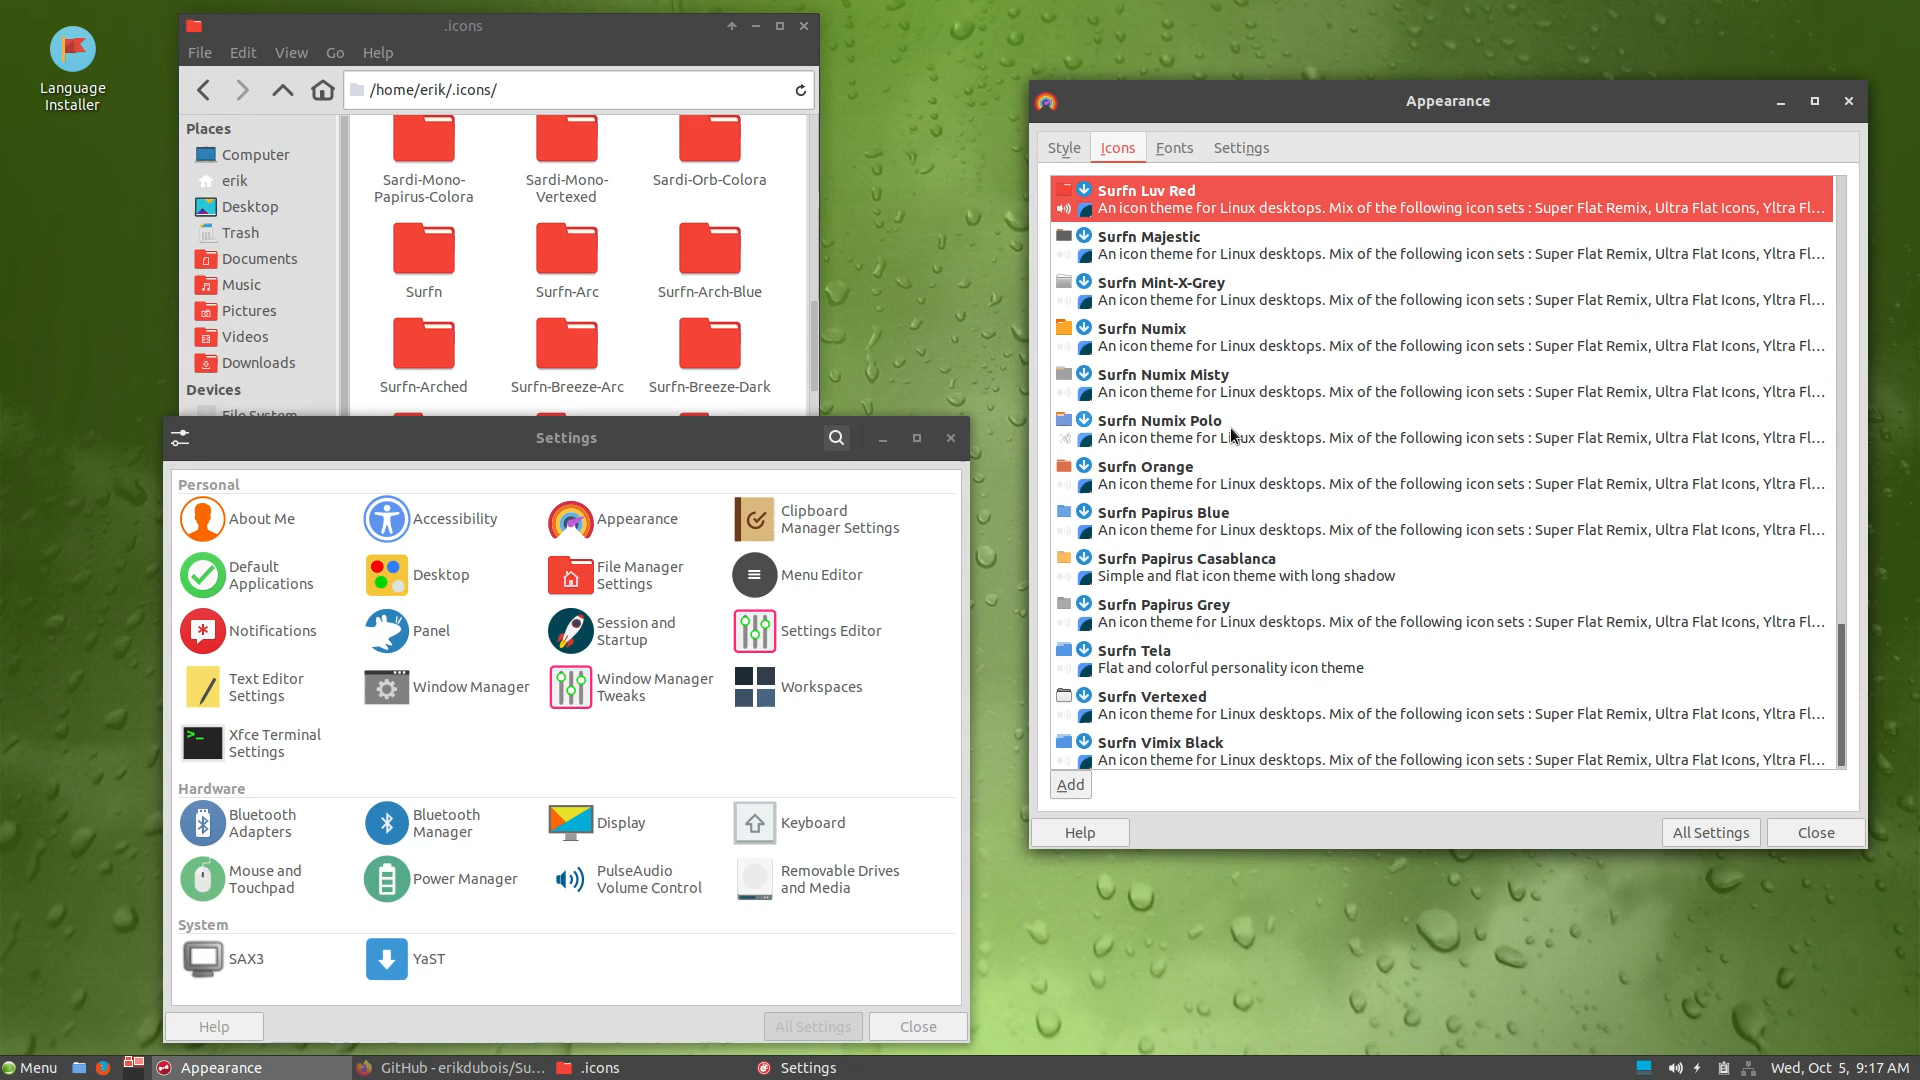 Language
Installer
.icons
File Edit View Go Help
/home/erik/.icons/
Places
Computer
erik
Desktop
Trash
Documents
Music
Pictures
Videos
Downloads
Devices
File System
Sardi-Mono-
Papirus-Colora
Sardi-Mono-
Vertexed
Sardi-Orb-Colora
Surfn
Surfn-Arc
Surfn-Arch-Blue
Surfn-Arched
Surfn-Breeze-Arc
Surfn-Breeze-Dark
Settings
Personal
About Me
Accessibility
Appearance
Clipboard
Manager Settings
Default
Applications
Desktop
File Manager
Settings
Menu Editor
Notifications
Panel
Session and
Startup
Settings Editor
Text Editor
Settings
Window Manager
Window Manager
Tweaks
Workspaces
Xfce Terminal
Settings
Hardware
Bluetooth
Adapters
Bluetooth
Manager
Display
Keyboard
Mouse and
Touchpad
Power Manager
PulseAudio
Volume Control
Removable Drives
and Media
System
SAX3
YaST
Help
All Settings
Close
Appearance
Style Icons Fonts Settings
Surfn Luv Red
An icon theme for Linux desktops. Mix of the following icon sets : Super Flat Remix, Ultra Flat Icons, Yltra Fl...
Surfn Majestic
An icon theme for Linux desktops. Mix of the following icon sets : Super Flat Remix, Ultra Flat Icons, Yltra Fl...
Surfn Mint-X-Grey
An icon theme for Linux desktops. Mix of the following icon sets : Super Flat Remix, Ultra Flat Icons, Yltra Fl...
Surfn Numix
An icon theme for Linux desktops. Mix of the following icon sets : Super Flat Remix, Ultra Flat Icons, Yltra Fl...
Surfn Numix Misty
An icon theme for Linux desktops. Mix of the following icon sets : Super Flat Remix, Ultra Flat Icons, Yltra Fl...
Surfn Numix Polo
An icon theme for Linux desktops. Mix of the following icon sets : Super Flat Remix, Ultra Flat Icons, Yltra Fl...
Surfn Orange
An icon theme for Linux desktops. Mix of the following icon sets : Super Flat Remix, Ultra Flat Icons, Yltra Fl...
Surfn Papirus Blue
An icon theme for Linux desktops. Mix of the following icon sets : Super Flat Remix, Ultra Flat Icons, Yltra Fl...
Surfn Papirus Casablanca
Simple and flat icon theme with long shadow
Surfn Papirus Grey
An icon theme for Linux desktops. Mix of the following icon sets : Super Flat Remix, Ultra Flat Icons, Yltra Fl...
Surfn Tela
Flat and colorful personality icon theme
Surfn Vertexed
An icon theme for Linux desktops. Mix of the following icon sets : Super Flat Remix, Ultra Flat Icons, Yltra Fl...
Surfn Vimix Black
An icon theme for Linux desktops. Mix of the following icon sets : Super Flat Remix, Ultra Flat Icons, Yltra Fl...
Add
Help
All Settings
Close
Menu
Appearance
GitHub - erikdubois/Su...
.icons
Settings
Wed, Oct 5, 9:17 AM